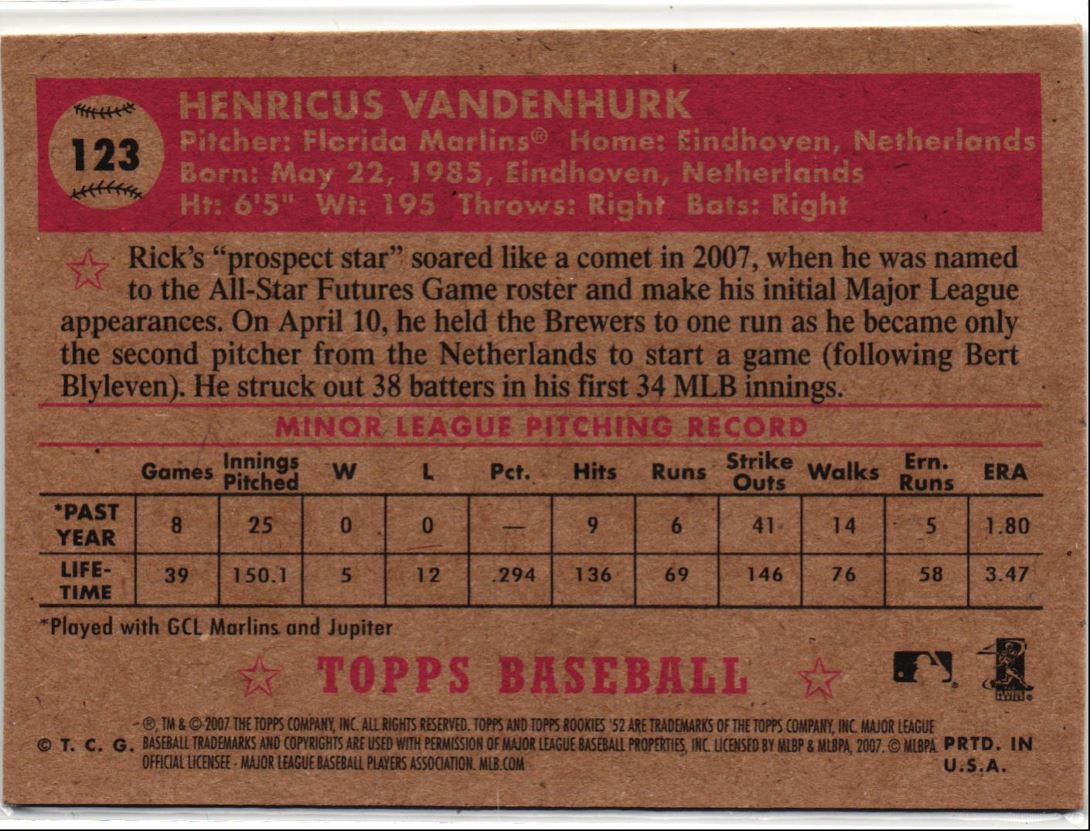 HENRICUS VANDENHURK
123
Pitcher: Florida Marlins® Home: Eindhoven, Netherlands
Born: May 22, 1985, Eindhoven, Netherlands
Ht: 6'5" Wt: 195 Throws: Right Bats: Right
Rick's “prospect star” soared like a comet in 2007, when he was named
to the All-Star Futures Game roster and make his initial Major League
appearances. On April 10, he held the Brewers to one run as he became only
the second pitcher from the Netherlands to start a game (following Bert
Blyleven). He struck out 38 batters in his first 34 MLB innings.
MINOR LEAGUE PITCHING RECORD
Games Innings Pitched W L Pct. Hits Runs Strike Outs Walks Ern. Runs ERA
*PAST YEAR 8 25 0 0 — 9 6 41 14 5 1.80
LIFE-TIME 39 150.1 5 12 .294 136 69 146 76 58 3.47
*Played with GCL Marlins and Jupiter
TOPPS BASEBALL
®, TM & © 2007 THE TOPPS COMPANY, INC. ALL RIGHTS RESERVED. TOPPS AND TOPPS ROOKIES '52 ARE TRADEMARKS OF THE TOPPS COMPANY, INC. MAJOR LEAGUE
© T. C. G. BASEBALL TRADEMARKS AND COPYRIGHTS ARE USED WITH PERMISSION OF MAJOR LEAGUE BASEBALL PROPERTIES, INC. LICENSED BY MLBP & MLBPA, 2007. © MLBPA PRTD. IN
OFFICIAL LICENSEE - MAJOR LEAGUE BASEBALL PLAYERS ASSOCIATION. MLB.COM U.S.A.